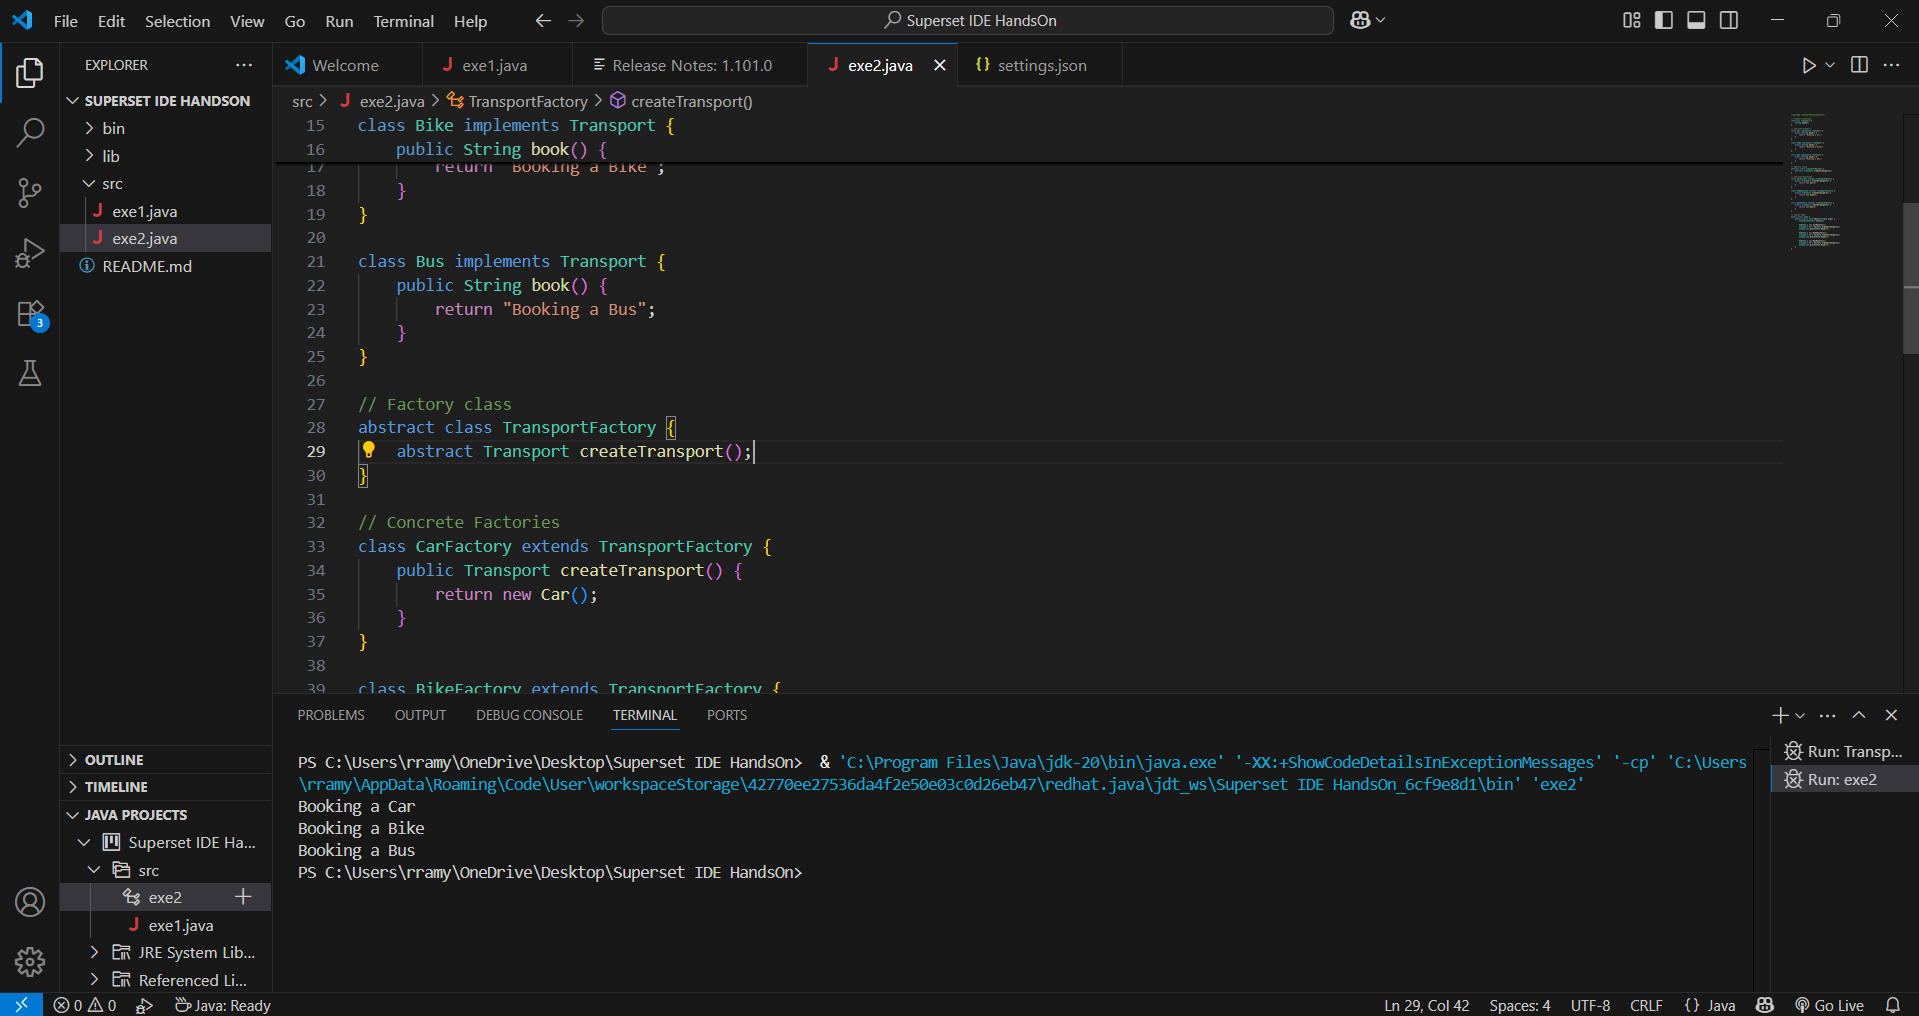 File Edit Selection View Go Run Terminal Help
Superset IDE HandsOn
EXPLORER
SUPERSET IDE HANDSON
bin
lib
src
exe1.java
exe2.java
README.md
3
OUTLINE
TIMELINE
JAVA PROJECTS
Superset IDE Ha...
src
exe2
exe1.java
JRE System Lib...
Referenced Li...
Welcome exe1.java Release Notes: 1.101.0 exe2.java settings.json
src > exe2.java > TransportFactory > createTransport()
15 class Bike implements Transport {
16 public String book() {
17 return "Booking a Bike";
18 }
19 }
20
21 class Bus implements Transport {
22 public String book() {
23 return "Booking a Bus";
24 }
25 }
26
27 // Factory class
28 abstract class TransportFactory {
29 abstract Transport createTransport();
30 }
31
32 // Concrete Factories
33 class CarFactory extends TransportFactory {
34 public Transport createTransport() {
35 return new Car();
36 }
37 }
38
39 class BikeFactory extends TransportFactory {
PROBLEMS OUTPUT DEBUG CONSOLE TERMINAL PORTS
PS C:\Users\rramy\OneDrive\Desktop\Superset IDE HandsOn> & 'C:\Program Files\Java\jdk-20\bin\java.exe' '-XX:+ShowCodeDetailsInExceptionMessages' '-cp' 'C:\Users
\rramy\AppData\Roaming\Code\User\workspaceStorage\42770ee27536da4f2e50e03c0d26eb47\redhat.java\jdt_ws\Superset IDE HandsOn_6cf9e8d1\bin' 'exe2'
Booking a Car
Booking a Bike
Booking a Bus
PS C:\Users\rramy\OneDrive\Desktop\Superset IDE HandsOn>
Run: Transp...
Run: exe2
0 0 Java: Ready Ln 29, Col 42 Spaces: 4 UTF-8 CRLF {} Java Go Live